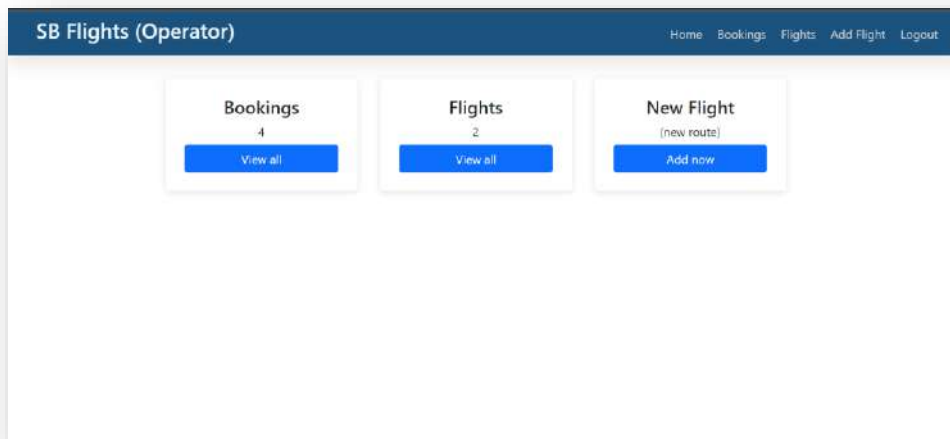 SB Flights (Operator)
Home Bookings Flights Add Flight Logout
Bookings
4
View all
Flights
2
View all
New Flight
(new route)
Add now